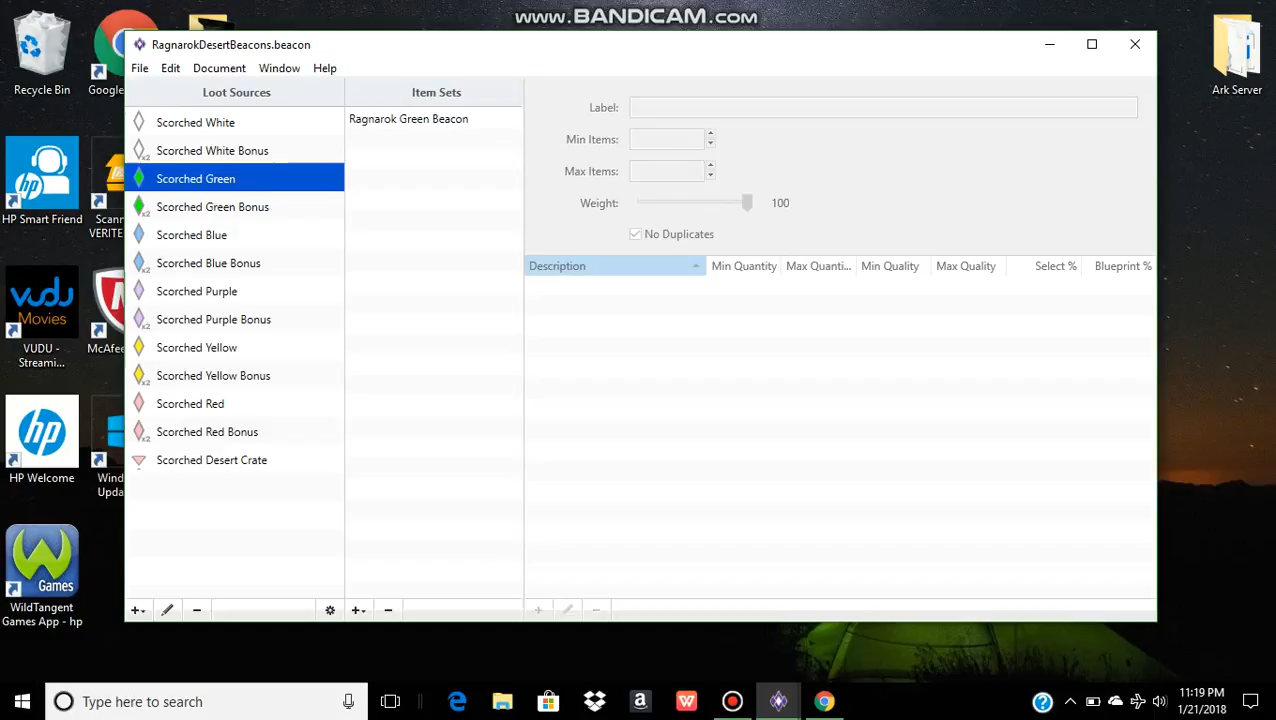 www.BANDICAM.com
RagnarokDesertBeacons.beacon
File Edit Document Window Help
Loot Sources
Item Sets
Scorched White
Scorched White Bonus
Scorched Green
Scorched Green Bonus
Scorched Blue
Scorched Blue Bonus
Scorched Purple
Scorched Purple Bonus
Scorched Yellow
Scorched Yellow Bonus
Scorched Red
Scorched Red Bonus
Scorched Desert Crate
Ragnarok Green Beacon
Label:
Min Items:
Max Items:
Weight: 100
No Duplicates
Description Min Quantity Max Quanti... Min Quality Max Quality Select % Blueprint %
Recycle Bin
Google
Ark Server
hp
HP Smart Friend
Scann
VERITE
VUDU
Movies
VUDU -
Streami...
McAfee
hp
HP Welcome
Wind
Upda
Games
WildTangent
Games App - hp
Type here to search
11:19 PM
1/21/2018